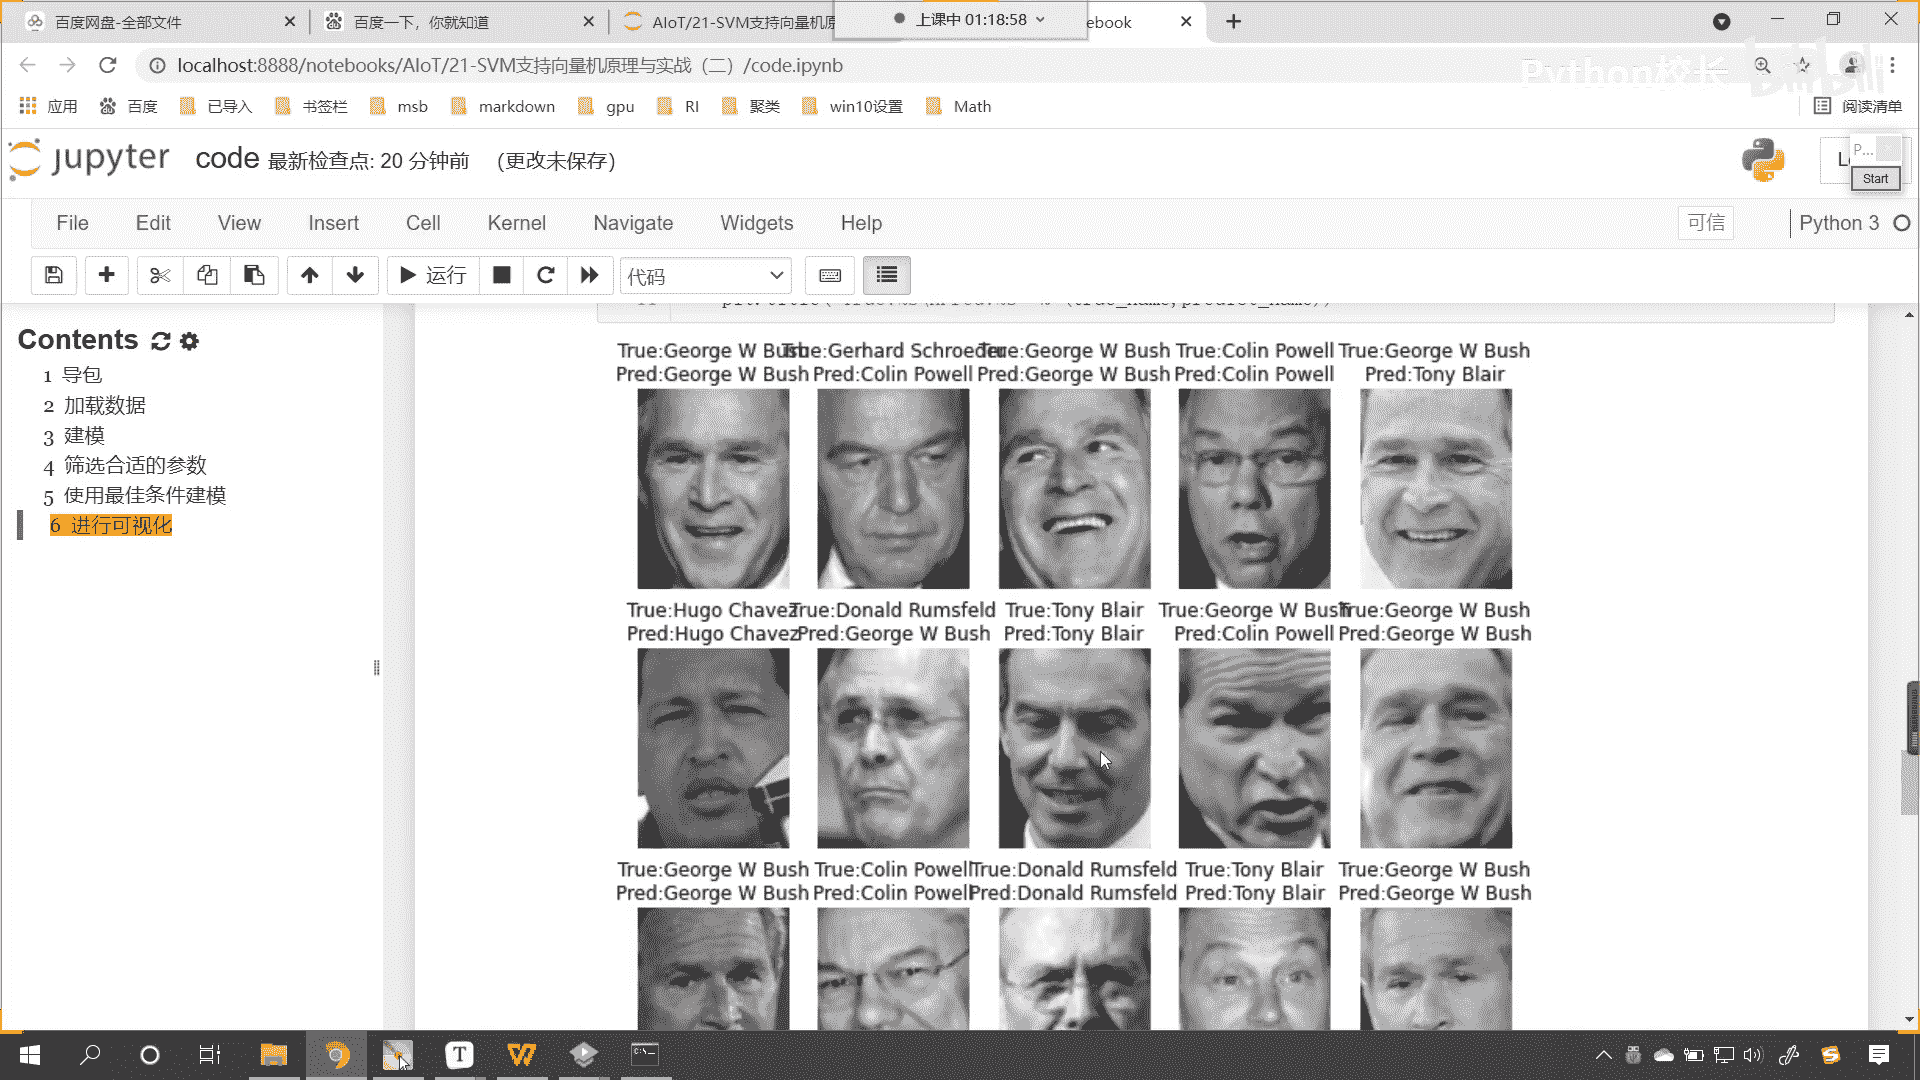 百度网盘-全部文件
百度一下，你就知道
AIoT/21-SVM支持向量机原
上课中 01:18:58
ebook
localhost:8888/notebooks/AIoT/21-SVM支持向量机原理与实战（二）/code.ipynb
Python校长
bilibili
应用 百度 已导入 书签栏 msb markdown gpu RI 聚类 win10设置 Math 阅读清单
jupyter code 最新检查点: 20 分钟前 (更改未保存)
P...
Start
File Edit View Insert Cell Kernel Navigate Widgets Help 可信 Python 3
运行 代码
Contents
1 导包
2 加载数据
3 建模
4 筛选合适的参数
5 使用最佳条件建模
6 进行可视化
True:George W Bush True:Gerhard Schroeder True:George W Bush True:Colin Powell True:George W Bush
Pred:George W Bush Pred:Colin Powell Pred:George W Bush Pred:Colin Powell Pred:Tony Blair
True:Hugo Chavez True:Donald Rumsfeld True:Tony Blair True:George W Bush True:George W Bush
Pred:Hugo Chavez Pred:George W Bush Pred:Tony Blair Pred:Colin Powell Pred:George W Bush
True:George W Bush True:Colin Powell True:Donald Rumsfeld True:Tony Blair True:George W Bush
Pred:George W Bush Pred:Colin Powell Pred:Donald Rumsfeld Pred:Tony Blair Pred:George W Bush